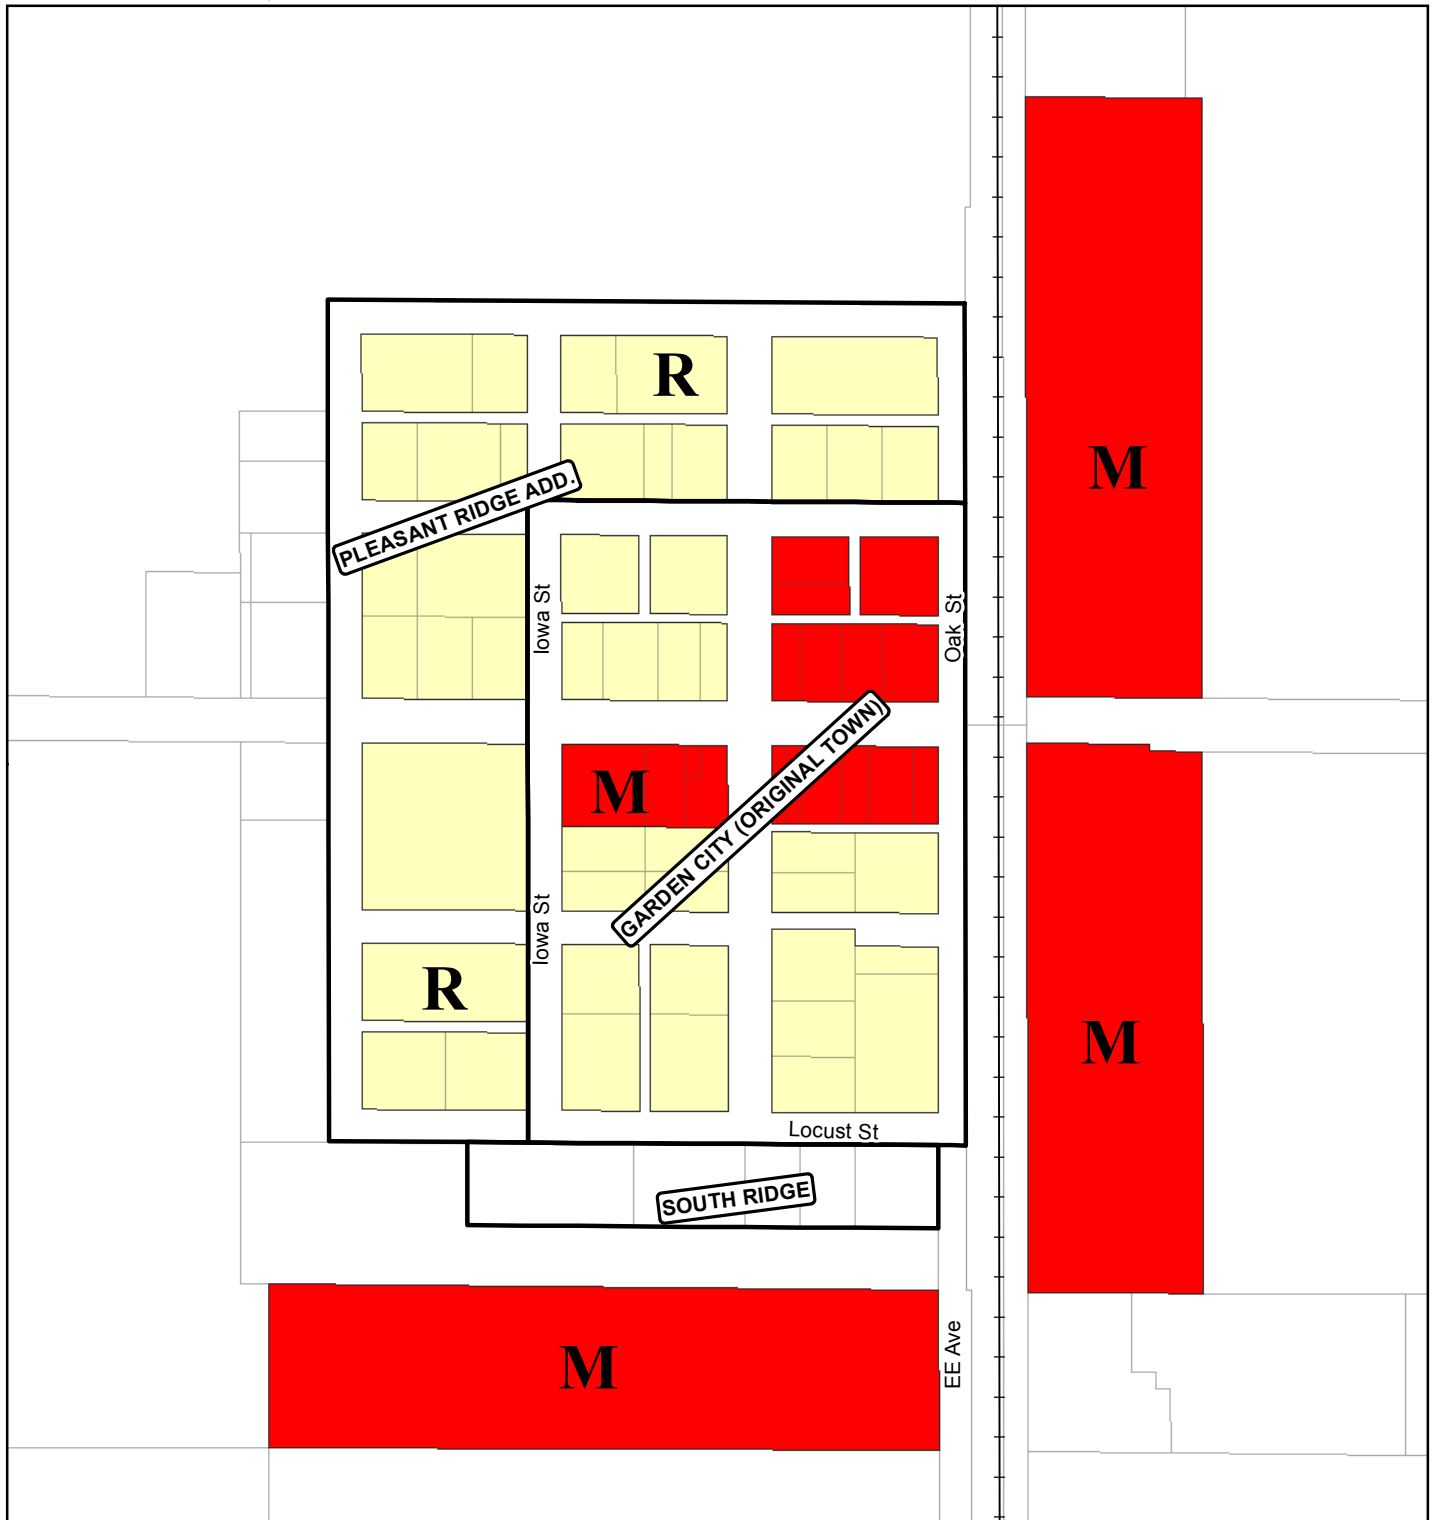 R
M
PLEASANT RIDGE ADD.
Iowa St
Oak St
M
GARDEN CITY (ORIGINAL TOWN)
Iowa St
R
M
Locust St
SOUTH RIDGE
EE Ave
M